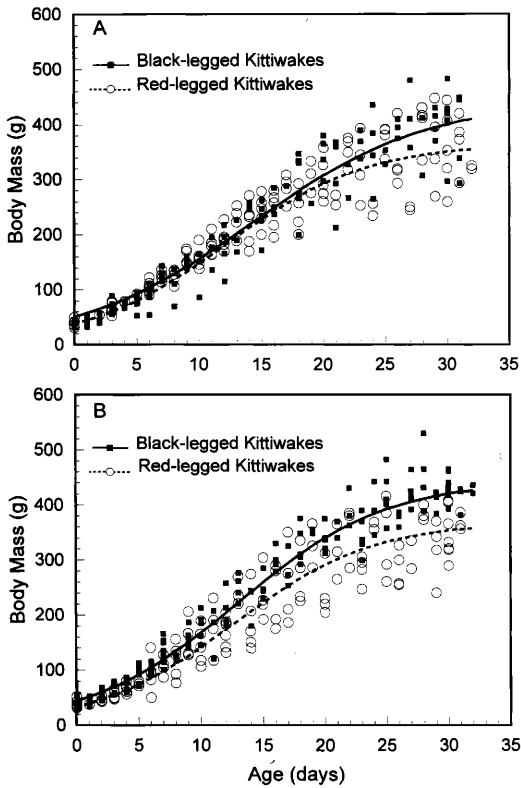 600
A
500
Black-legged Kittiwakes
Red-legged Kittiwakes
400
300
200
100
0
Body Mass (g)
0 5 10 15 20 25 30 35
600
B
500
Black-legged Kittiwakes
Red-legged Kittiwakes
400
300
200
100
0
Body Mass (g)
0 5 10 15 20 25 30 35
Age (days)